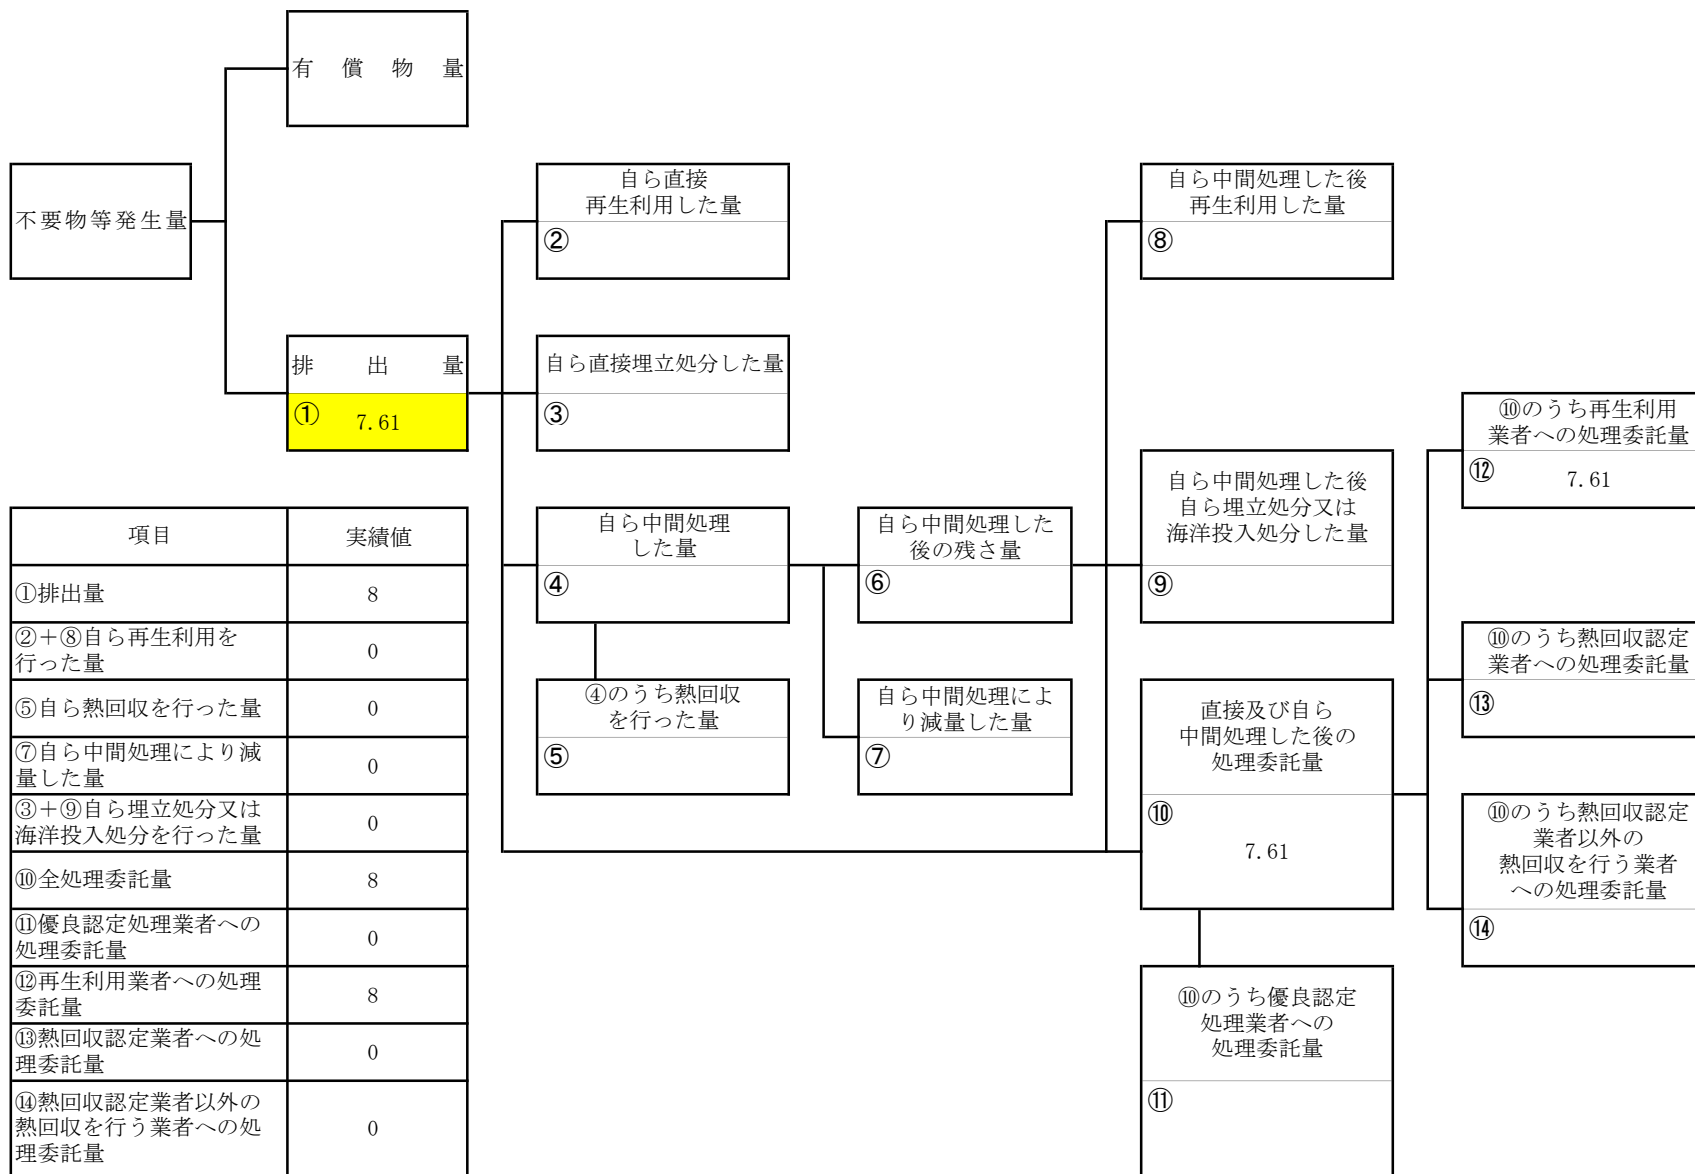 有償物量
不要物等発生量
排出量
① 7.61
自ら直接
再生利用した量
②
自ら直接埋立処分した量
③
自ら中間処理
した量
④
④のうち熱回収
を行った量
⑤
自ら中間処理した
後の残さ量
⑥
自ら中間処理によ
り減量した量
⑦
自ら中間処理した後
再生利用した量
⑧
自ら中間処理した後
自ら埋立処分又は
海洋投入処分した量
⑨
直接及び自ら
中間処理した後の
処理委託量
⑩
7.61
⑩のうち優良認定
処理業者への
処理委託量
⑪
⑩のうち再生利用
業者への処理委託量
⑫ 7.61
⑩のうち熱回収認定
業者への処理委託量
⑬
⑩のうち熱回収認定
業者以外の
熱回収を行う業者
への処理委託量
⑭
項目 実績値
①排出量 8
②+⑧自ら再生利用を
行った量 0
⑤自ら熱回収を行った量 0
⑦自ら中間処理により減
量した量 0
③+⑨自ら埋立処分又は
海洋投入処分を行った量 0
⑩全処理委託量 8
⑪優良認定処理業者への
処理委託量 0
⑫再生利用業者への処理
委託量 8
⑬熱回収認定業者への処
理委託量 0
⑭熱回収認定業者以外の
熱回収を行う業者への処
理委託量 0